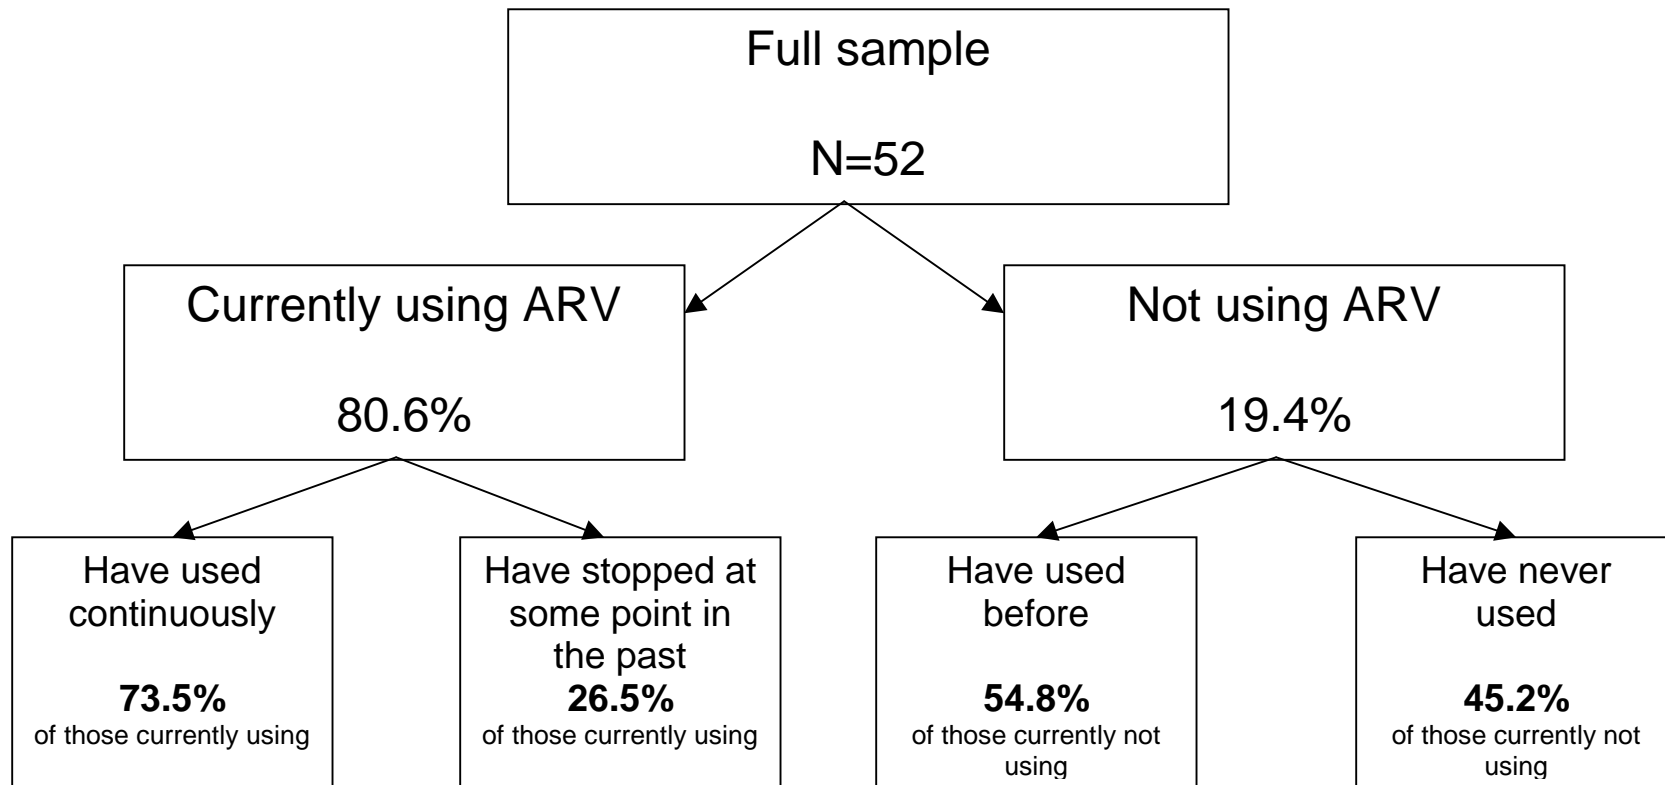 Full sample
N=52
Currently using ARV
80.6%
Not using ARV
19.4%
Have used
continuously
73.5%
of those currently using
Have stopped at
some point in
the past
26.5%
of those currently using
Have used
before
54.8%
of those currently not
using
Have never
used
45.2%
of those currently not
using